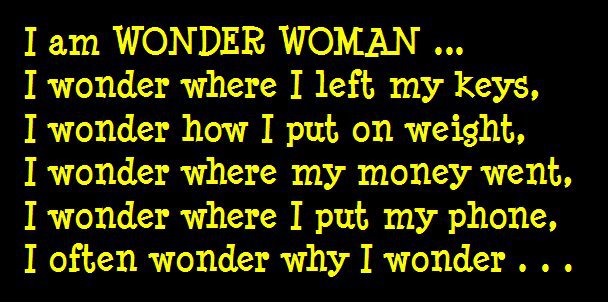 I am WONDER WOMAN ...
I wonder where I left my keys,
I wonder how I put on weight,
I wonder where my money went,
I wonder where I put my phone,
I often wonder why I wonder . . .